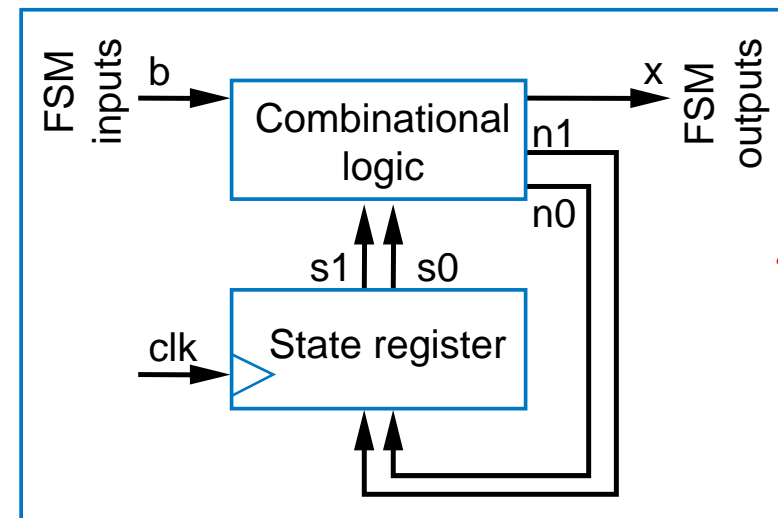 FSM
inputs
b
x
FSM
outputs
Combinational
logic
n1
n0
s1
s0
clk
State register